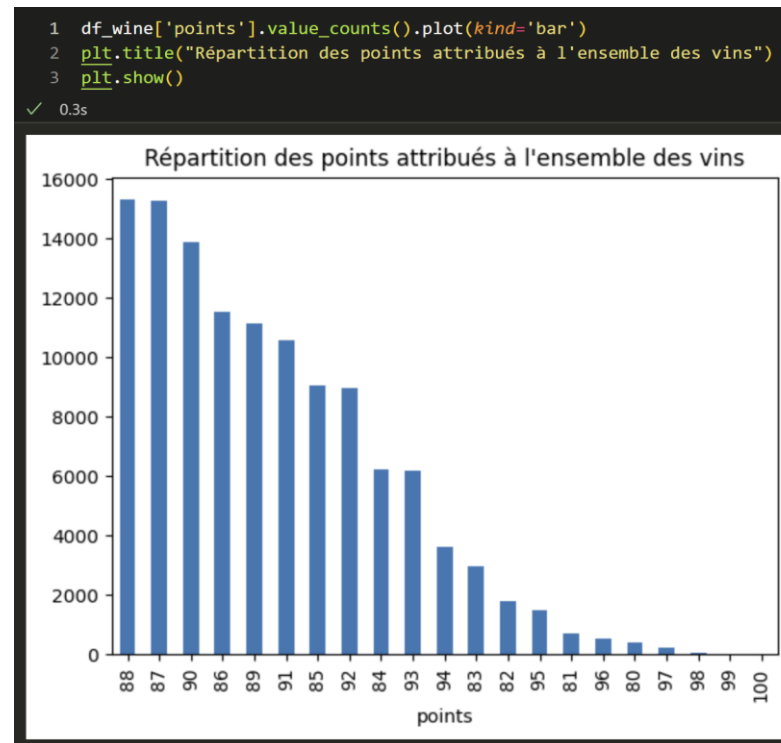 1 df_wine['points'].value_counts().plot(kind='bar')
2 plt.title("Répartition des points attribués à l'ensemble des vins")
3 plt.show()
✓ 0.3s
Répartition des points attribués à l'ensemble des vins
16000
14000
12000
10000
8000
6000
4000
2000
0
88 87 90 86 89 91 85 92 84 93 94 83 82 95 81 96 80 97 98 99 100
points